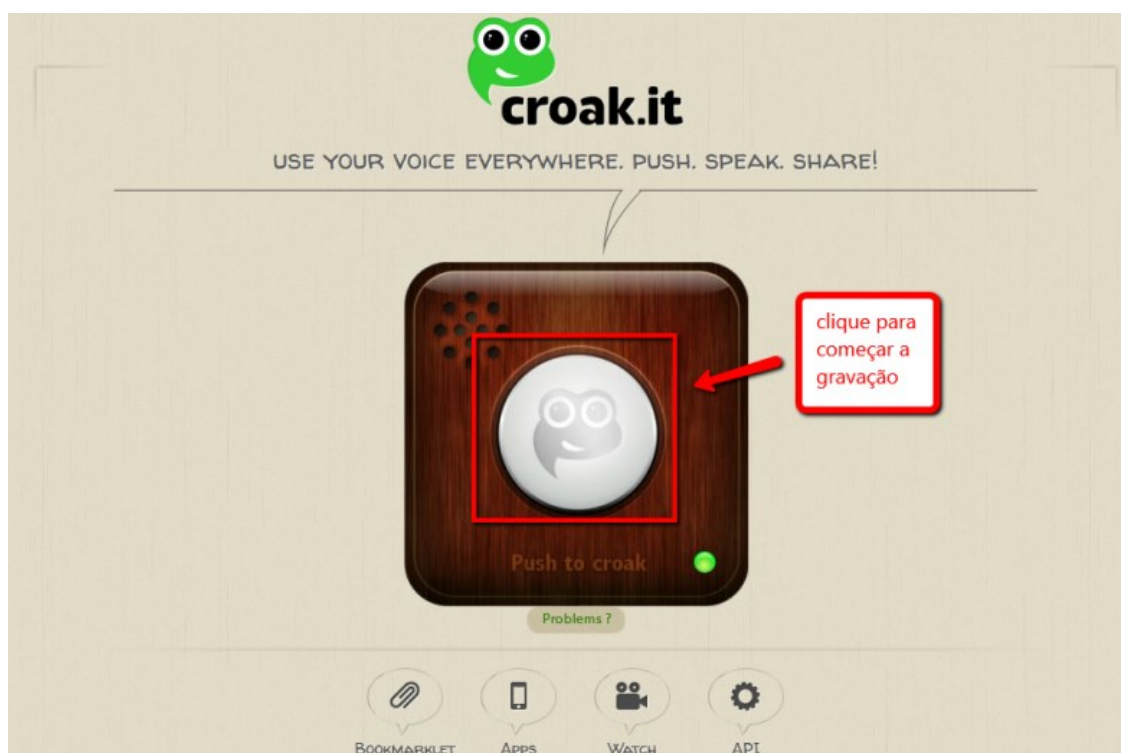 croak.it
USE YOUR VOICE EVERYWHERE. PUSH. SPEAK. SHARE!
clique para
começar a
gravação
Push to croak
Problems ?
BOOKMARKLET APPS WATCH API